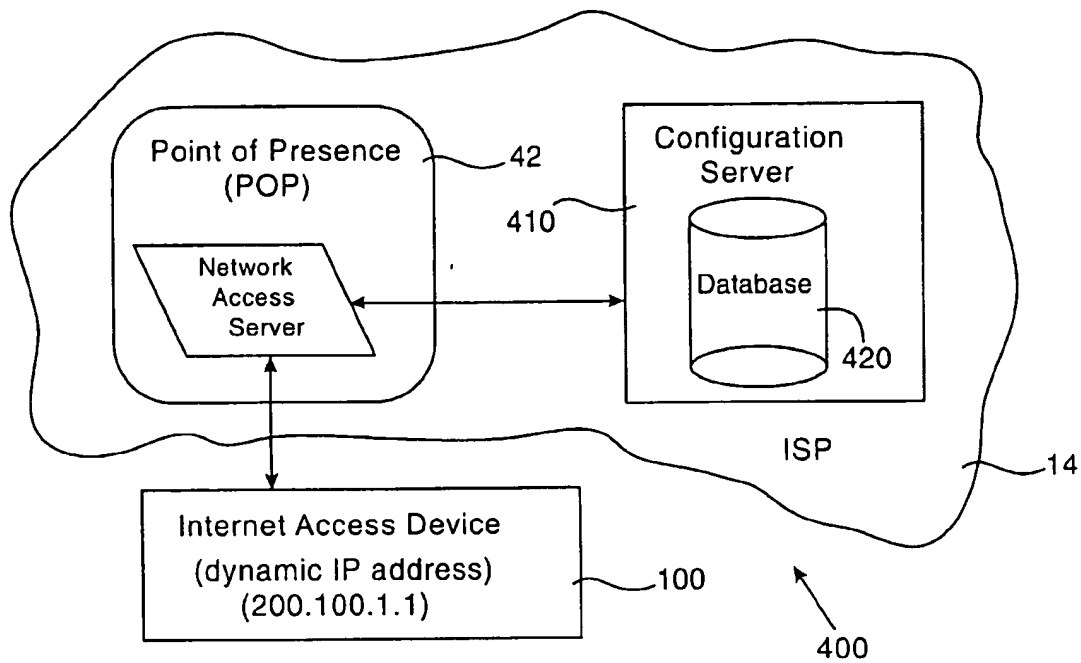 Point of Presence
(POP)
42
Network
Access
Server
Configuration
Server
410
Database
420
ISP
14
Internet Access Device
(dynamic IP address)
(200.100.1.1)
100
400